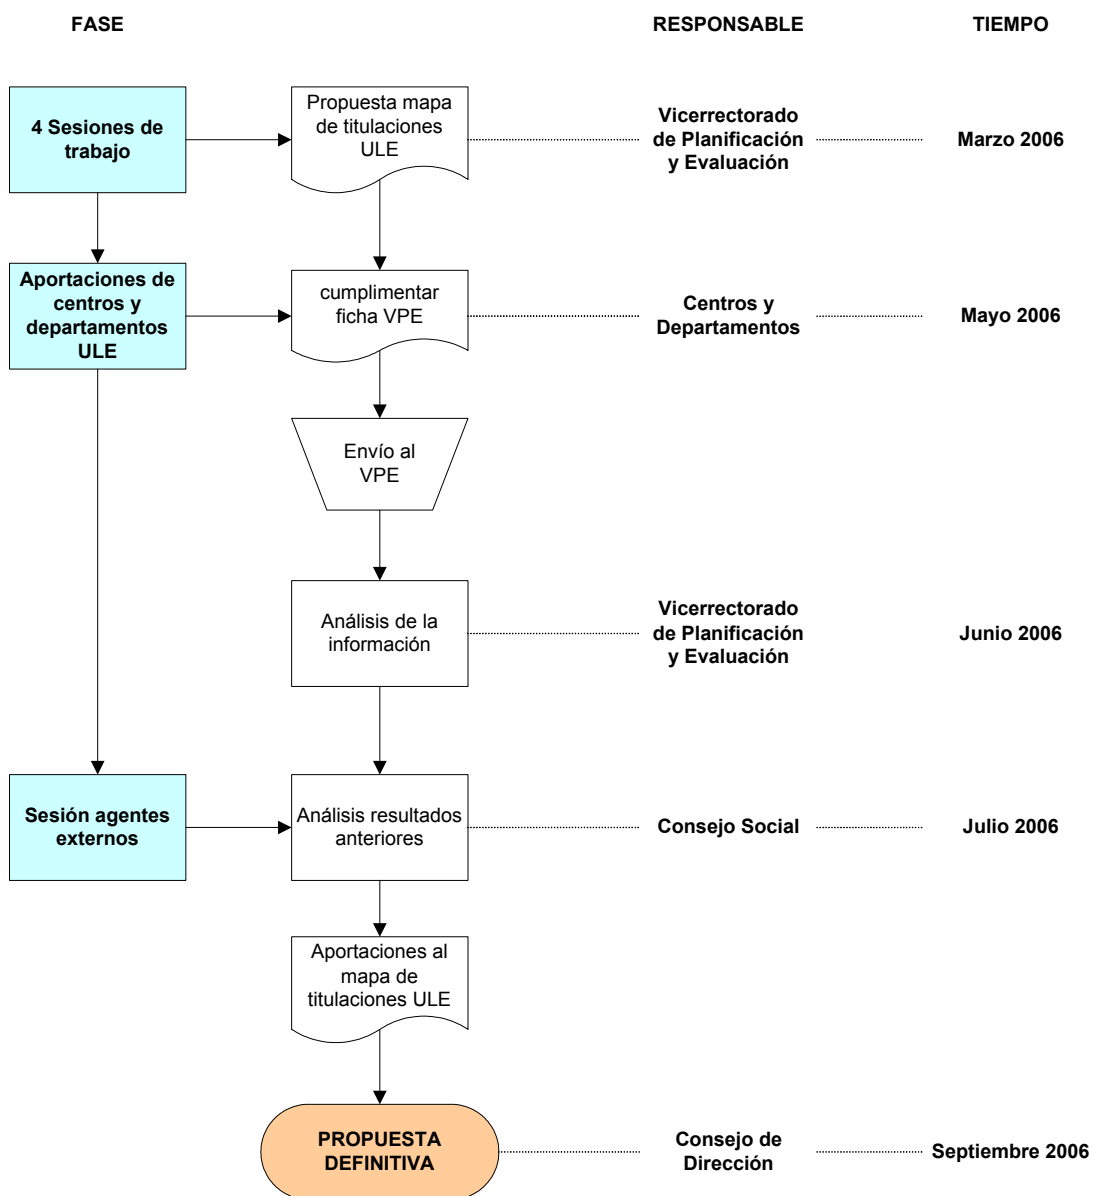 FASE
RESPONSABLE
TIEMPO
4 Sesiones de
trabajo
Propuesta mapa
de titulaciones
ULE
Vicerrectorado
de Planificación
y Evaluación
Marzo 2006
Aportaciones de
centros y
departamentos
ULE
cumplimentar
ficha VPE
Centros y
Departamentos
Mayo 2006
Envío al
VPE
Análisis de la
información
Vicerrectorado
de Planificación
y Evaluación
Junio 2006
Sesión agentes
externos
Análisis resultados
anteriores
Consejo Social
Julio 2006
Aportaciones al
mapa de
titulaciones ULE
PROPUESTA
DEFINITIVA
Consejo de
Dirección
Septiembre 2006